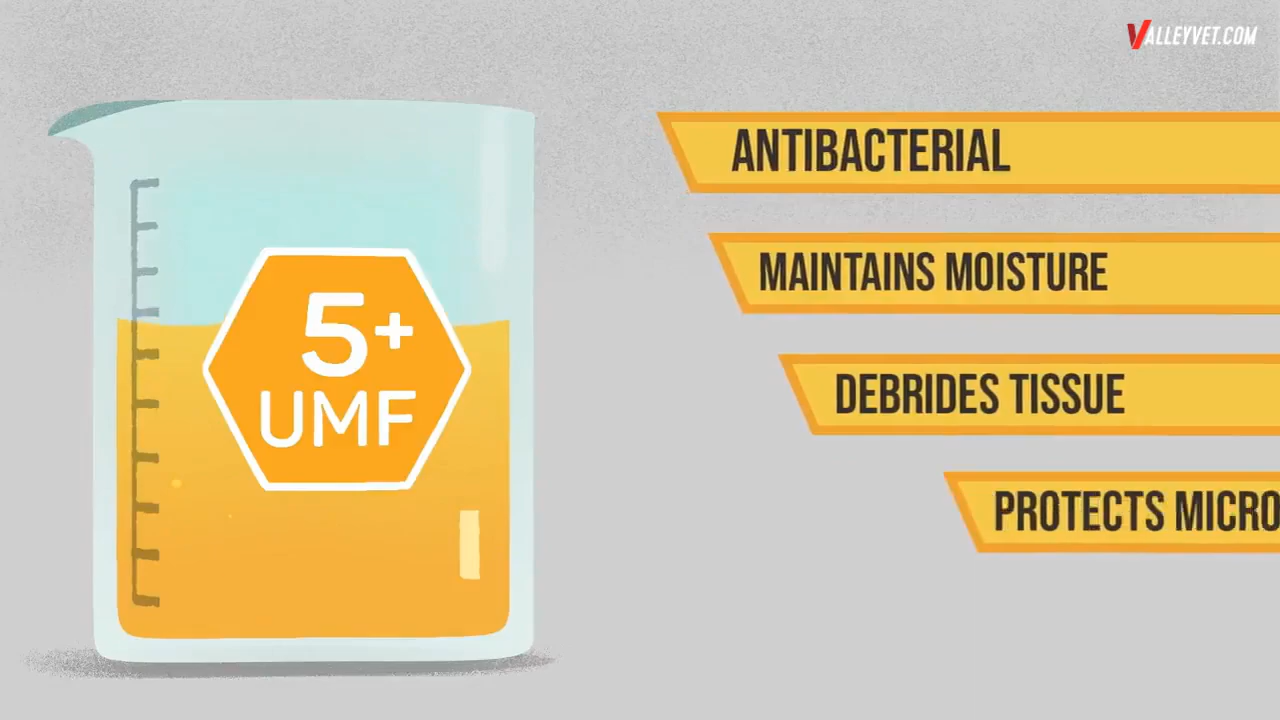 VALLEYVET.COM
5+
UMF
ANTIBACTERIAL
MAINTAINS MOISTURE
DEBRIDES TISSUE
PROTECTS MICRO